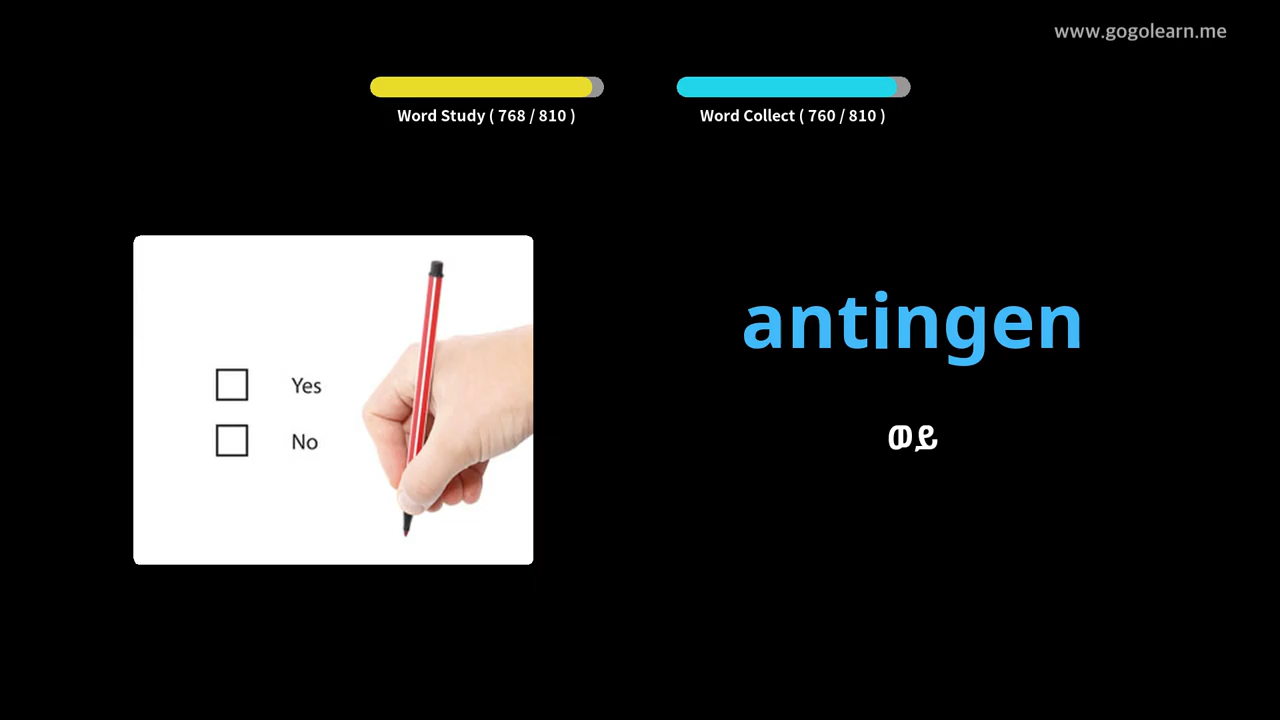 www.gogolearn.me
Word Study ( 768 / 810 )
Word Collect ( 760 / 810 )
Yes
No
antingen
ወይ